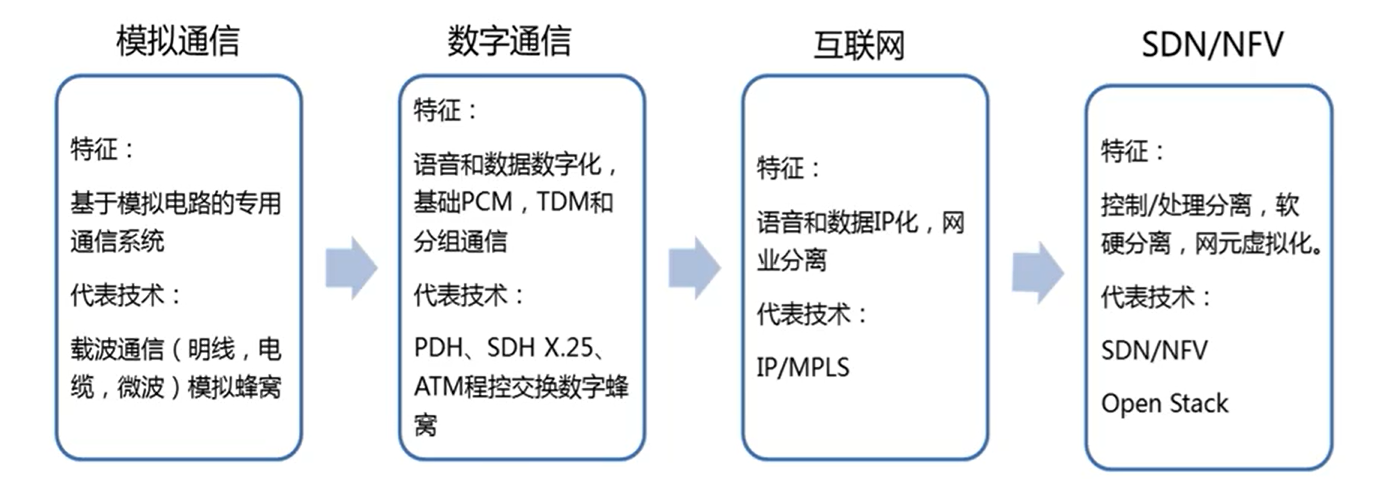 模拟通信
特征：
基于模拟电路的专用
通信系统
代表技术：
载波通信（明线，电
缆，微波）模拟蜂窝
数字通信
特征：
语音和数据数字化，
基础PCM，TDM和
分组通信
代表技术：
PDH、SDH X.25、
ATM程控交换数字蜂
窝
互联网
特征：
语音和数据IP化，网
业分离
代表技术：
IP/MPLS
SDN/NFV
特征：
控制/处理分离，软
硬分离，网元虚拟化。
代表技术：
SDN/NFV
Open Stack